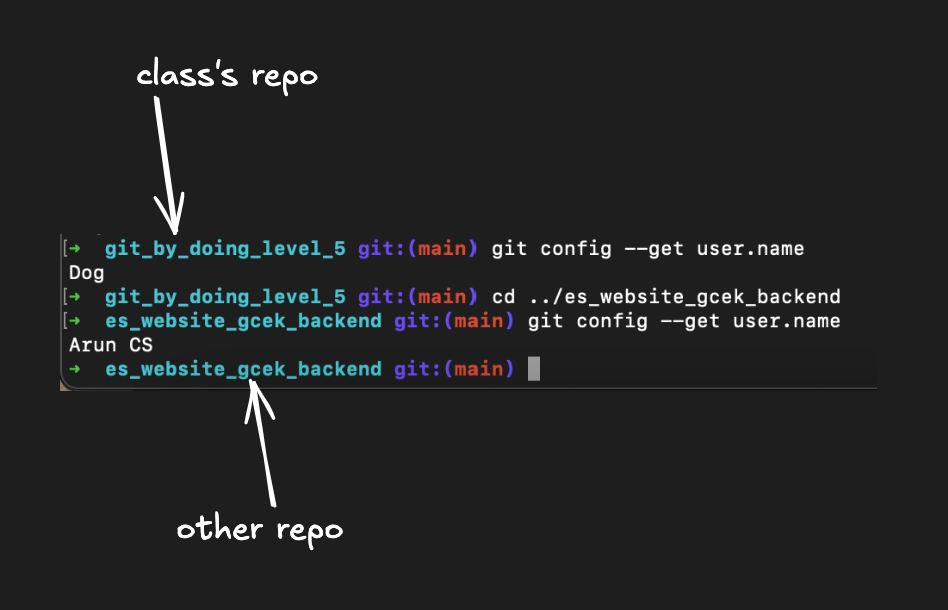 class's repo
[➜  git_by_doing_level_5 git:(main) git config --get user.name
Dog
[➜  git_by_doing_level_5 git:(main) cd ../es_website_gcek_backend
[➜  es_website_gcek_backend git:(main) git config --get user.name
Arun CS
➜  es_website_gcek_backend git:(main)
other repo